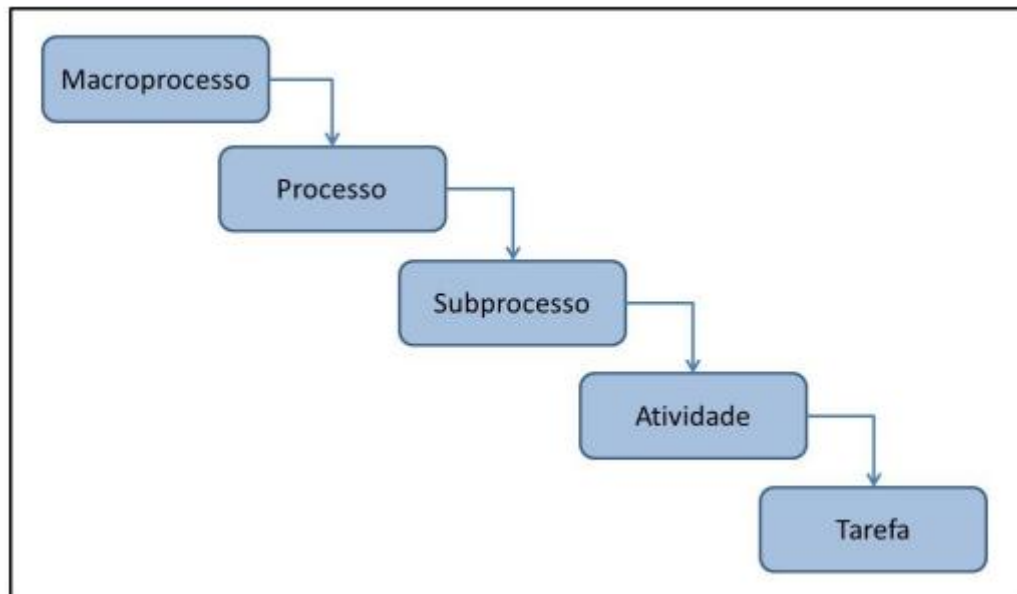 Macroprocesso
Processo
Subprocesso
Atividade
Tarefa